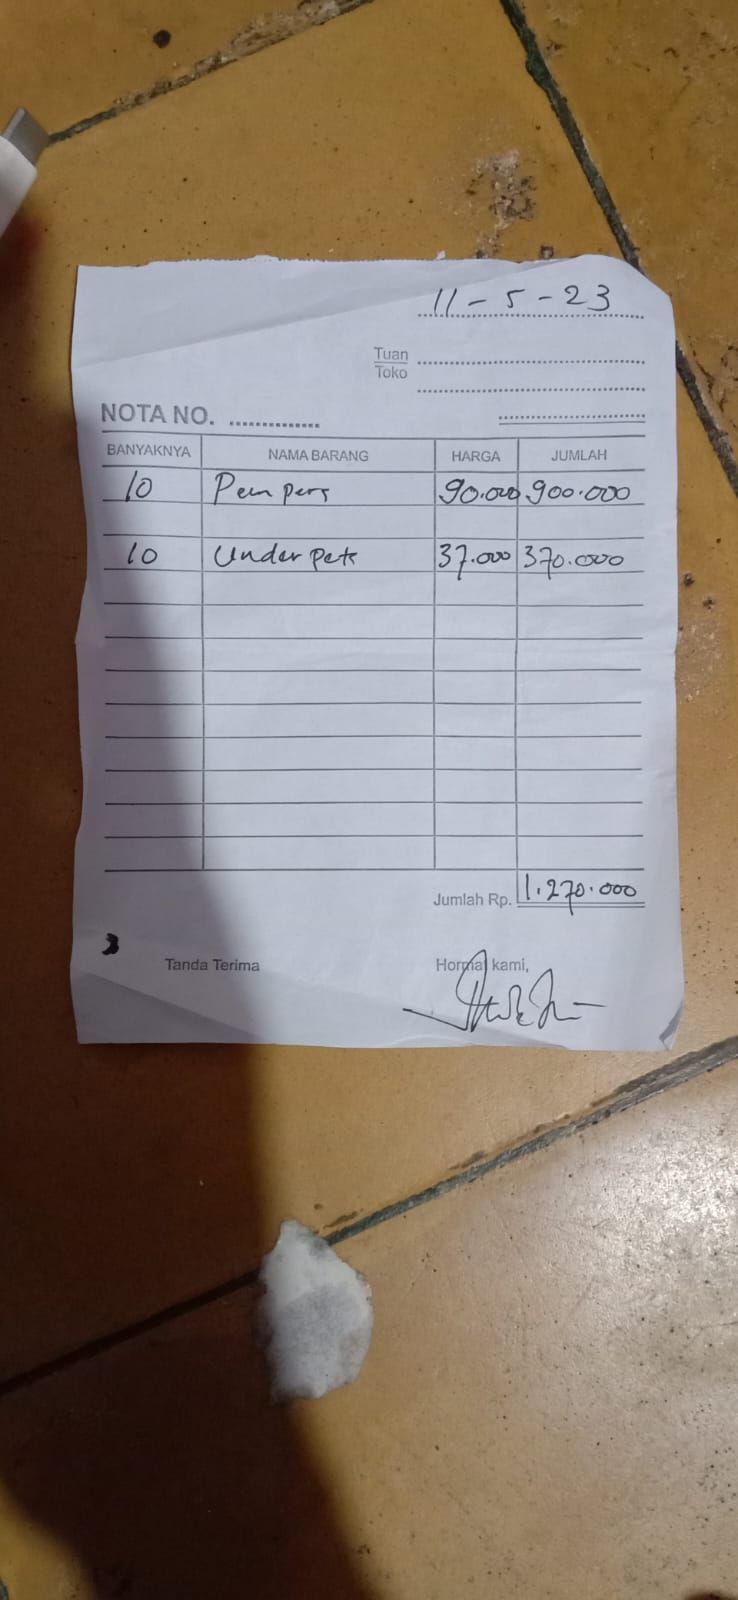 11-5-23
Tuan
Toko
NOTA NO.
BANYAKNYA NAMA BARANG HARGA JUMLAH
10 Pempers 90.000 900.000
10 Underpets 37.000 370.000
Jumlah Rp. 1.270.000
Tanda Terima Hormat kami,